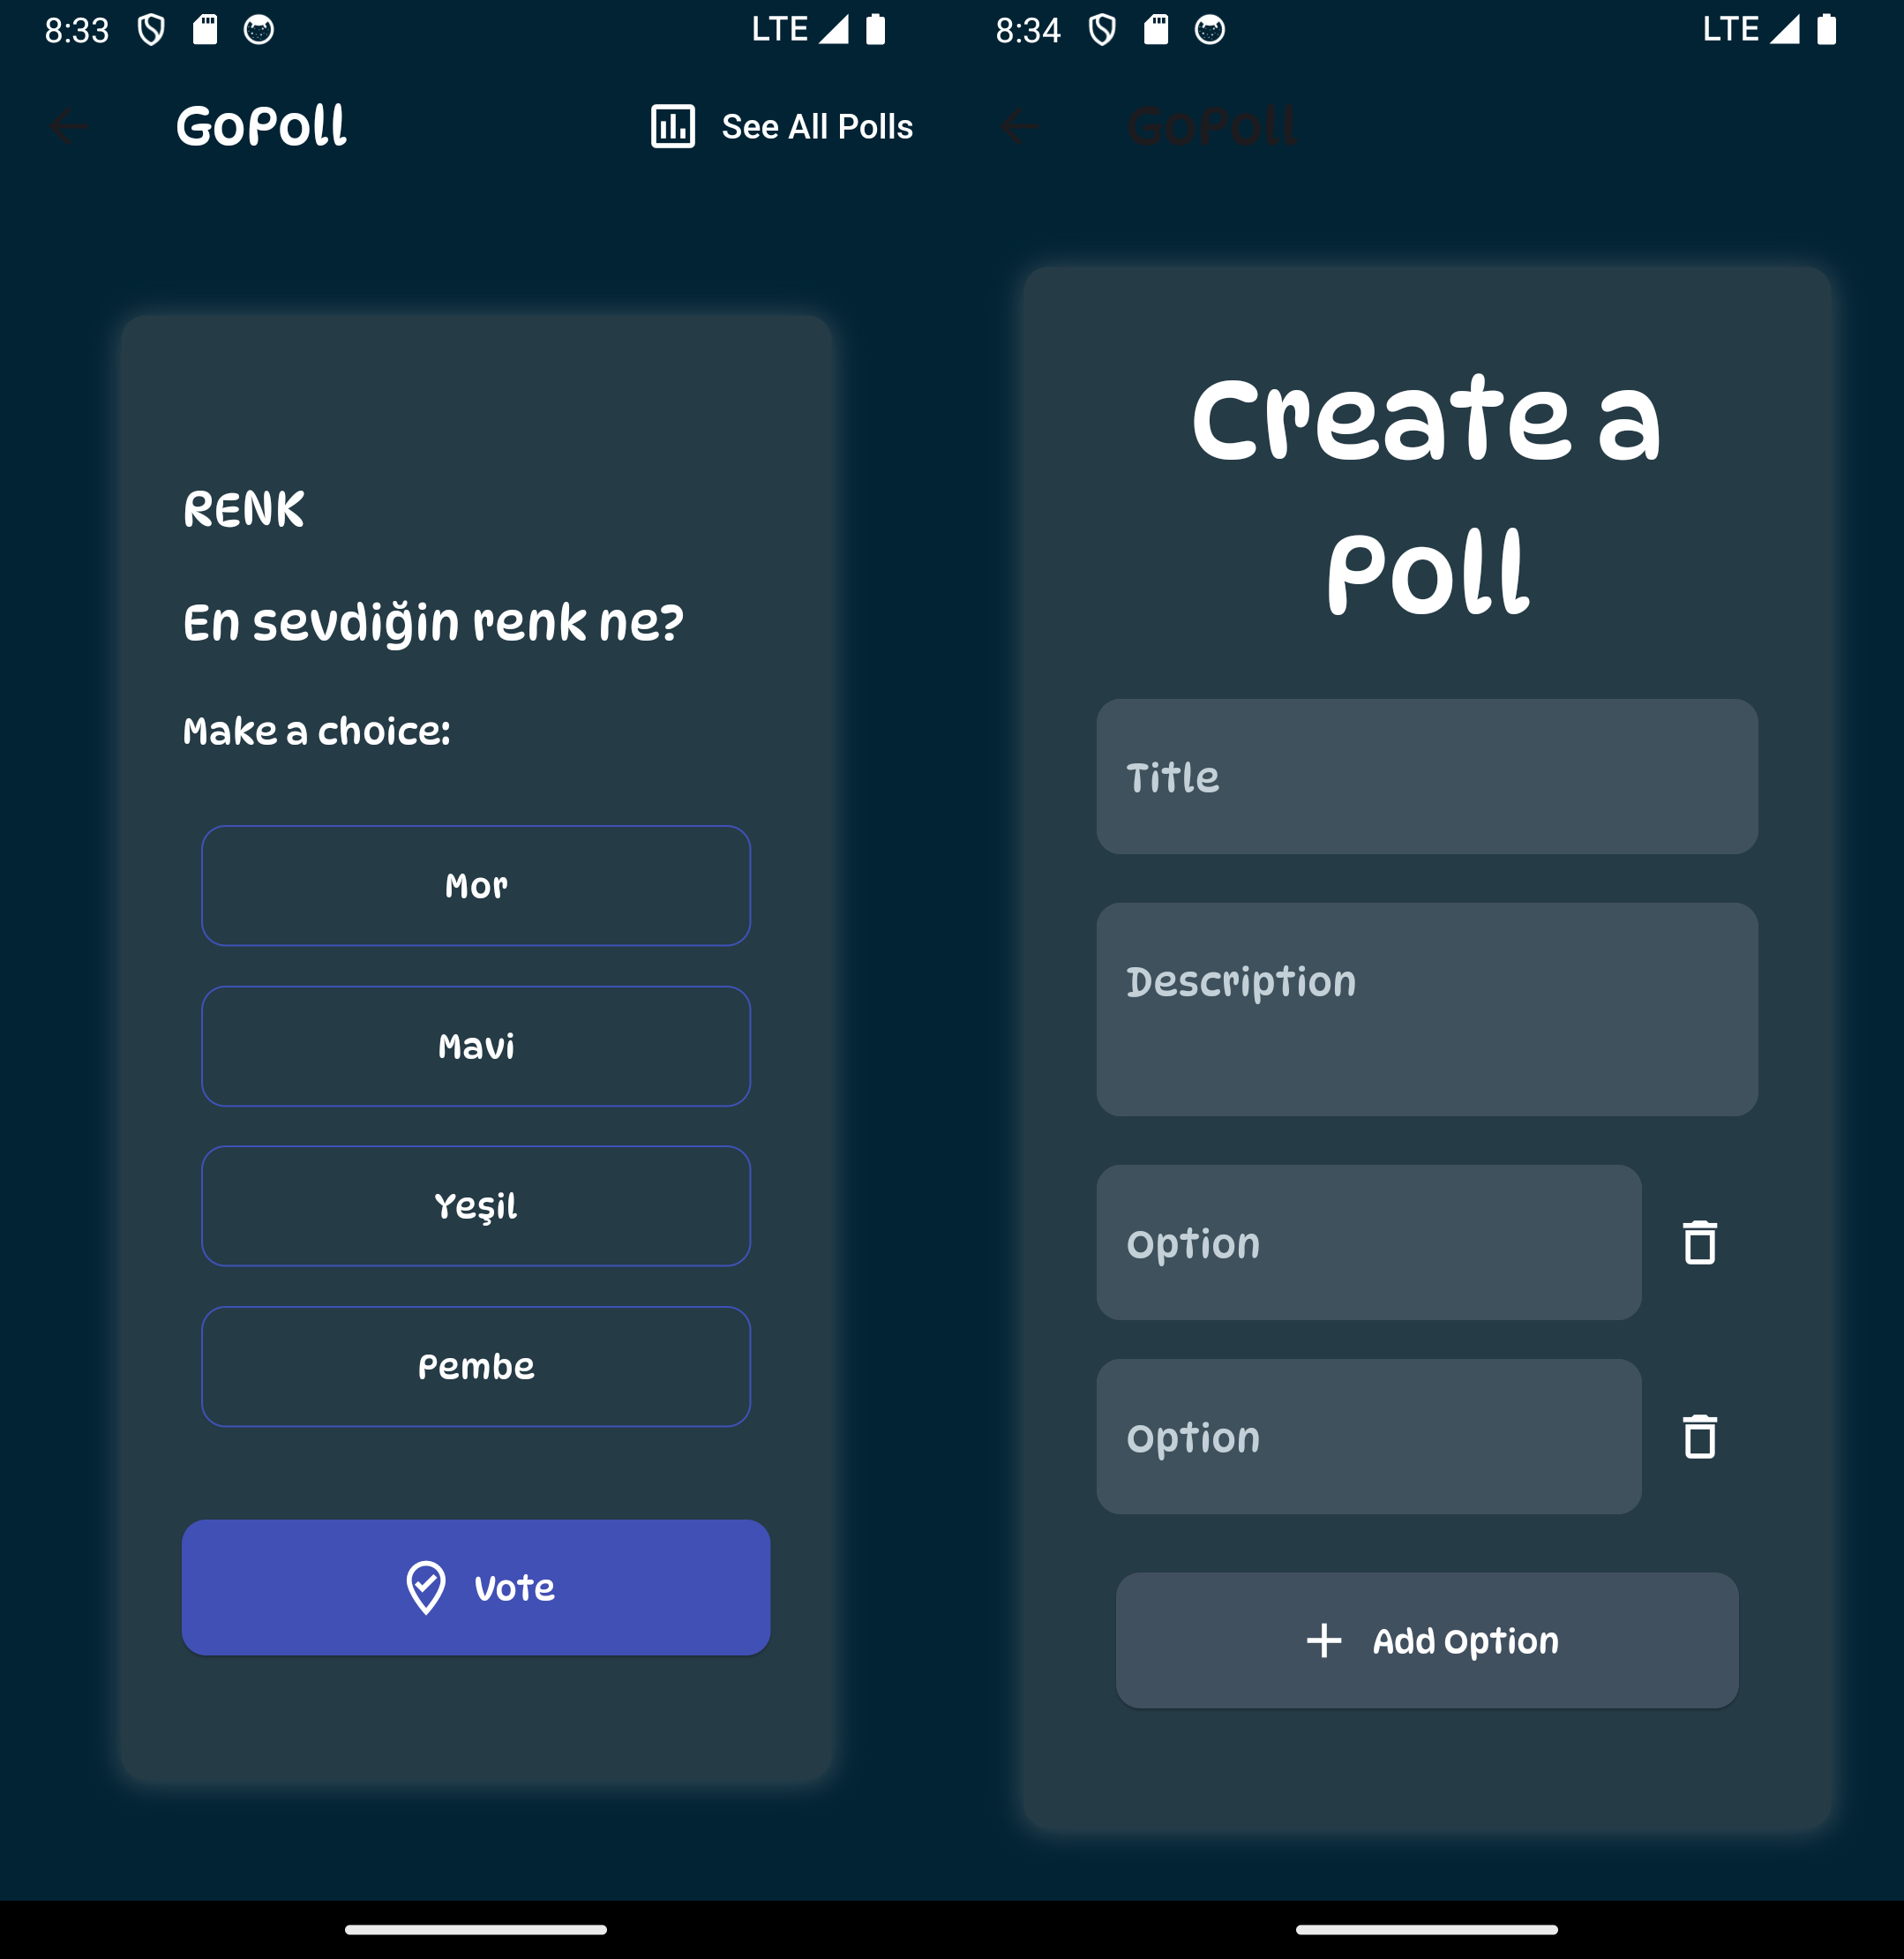 8:33
LTE
GoPoll
See All Polls
RENK
En sevdiğin renk ne?
Make a choice:
Mor
Mavi
Yeşil
Pembe
Vote
8:34
LTE
GoPoll
Create a
Poll
Title
Description
Option
Option
Add Option